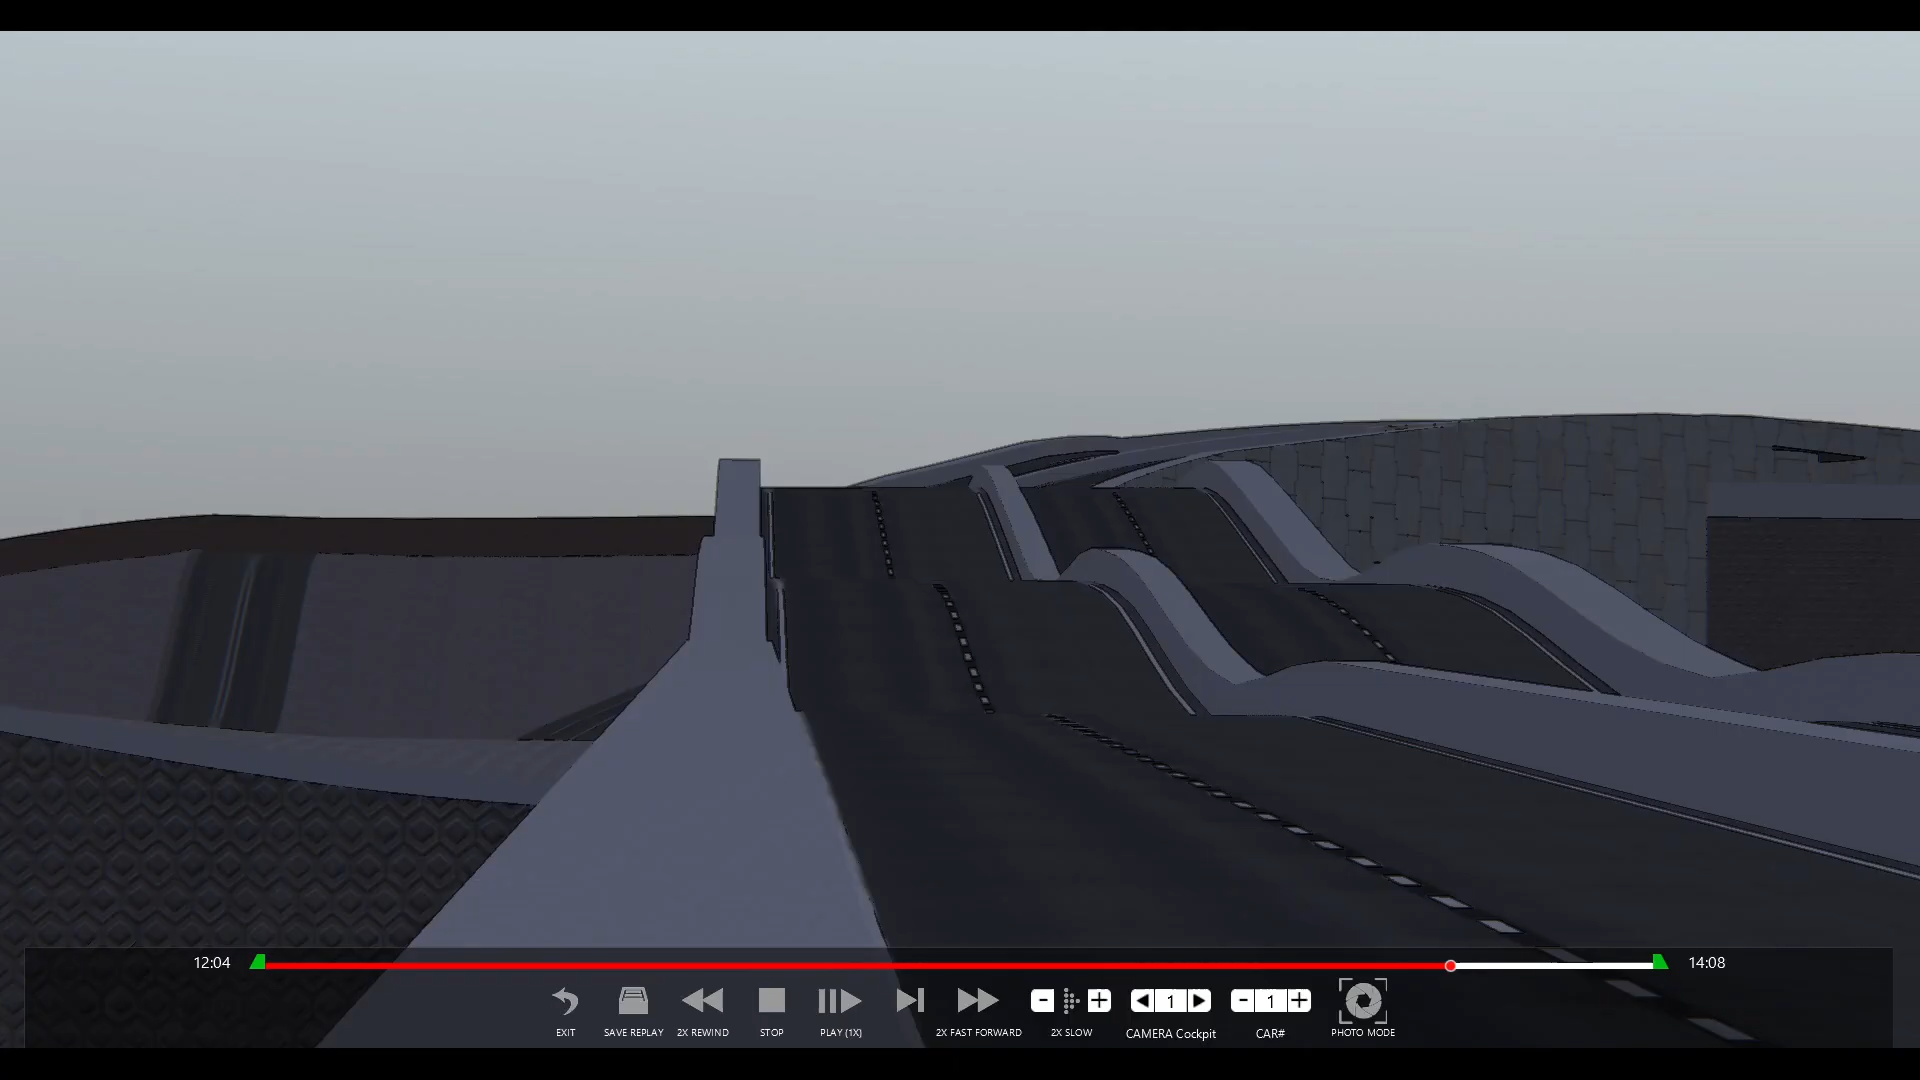 12:04 14:08
- + 1 - 1 +
EXIT SAVE REPLAY 2X REWIND STOP PLAY (1X) 2X FAST FORWARD 2X SLOW CAMERA Cockpit CAR# PHOTO MODE